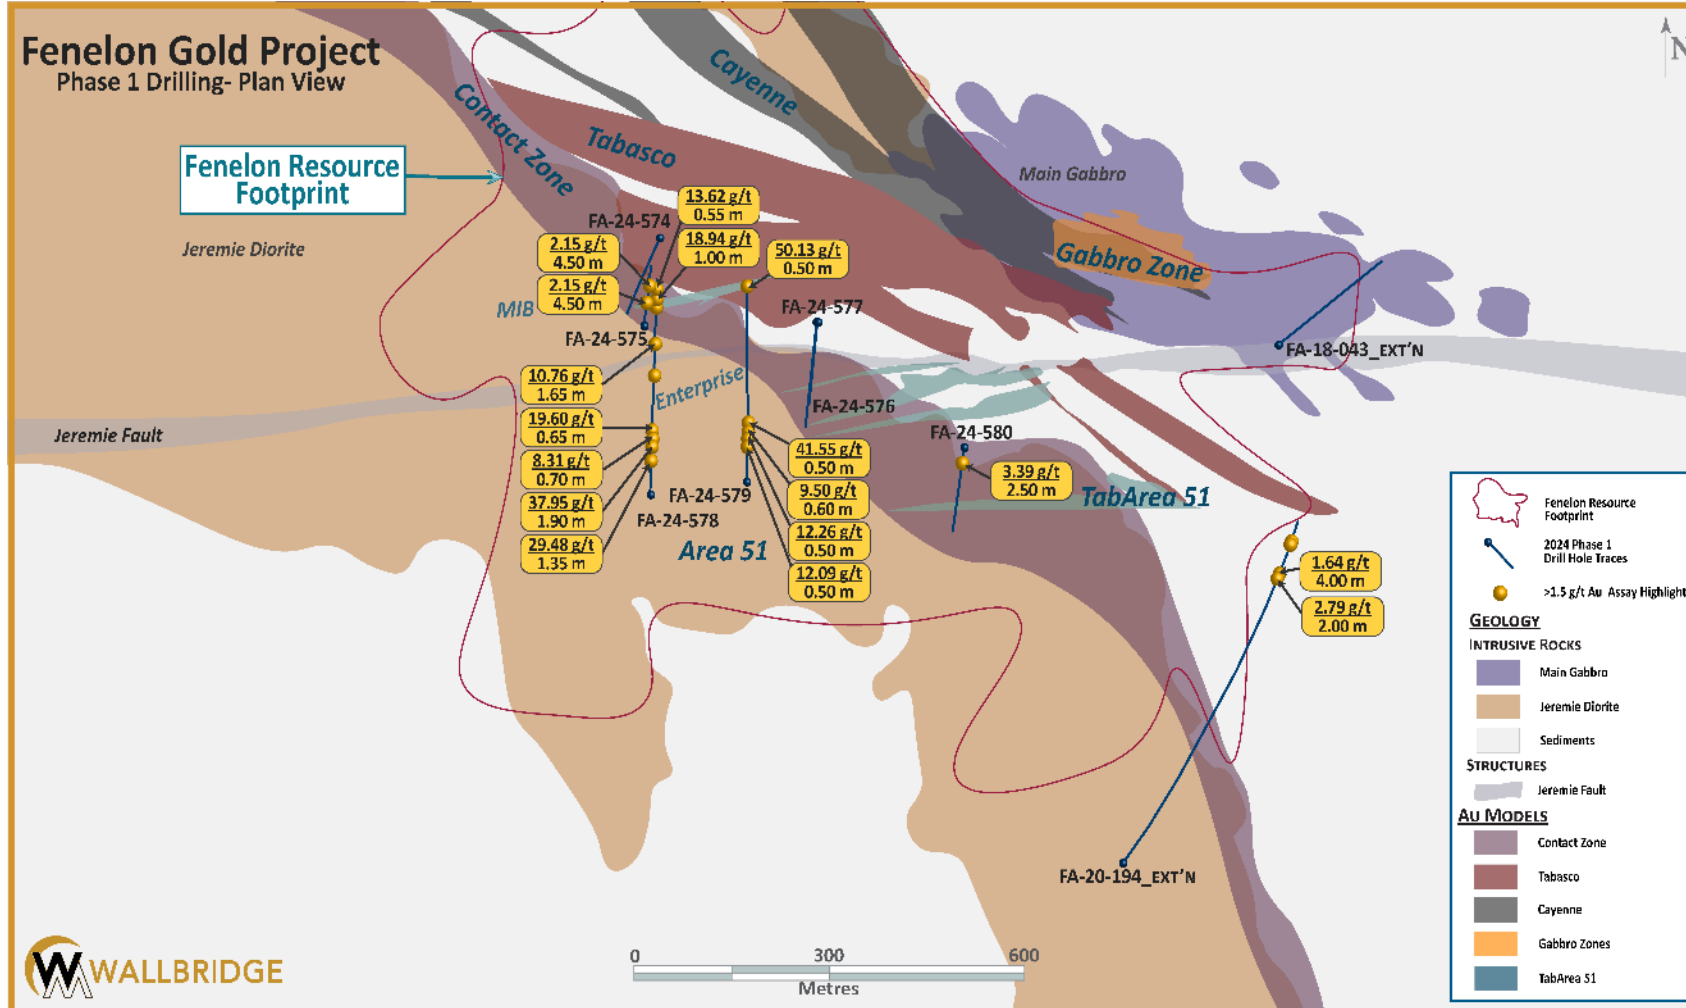 Fenelon Gold Project
Phase 1 Drilling- Plan View
N
Fenelon Resource
Footprint
Contact Zone
Tabasco
Cayenne
Main Gabbro
Gabbro Zone
Jeremie Diorite
FA-24-574
13.62 g/t
0.55 m
2.15 g/t
4.50 m
18.94 g/t
1.00 m
50.13 g/t
0.50 m
2.15 g/t
4.50 m
MIB
FA-24-575
FA-24-577
FA-18-043_EXT'N
10.76 g/t
1.65 m
Enterprise
FA-24-576
Jeremie Fault
19.60 g/t
0.65 m
FA-24-580
41.55 g/t
0.50 m
8.31 g/t
0.70 m
3.39 g/t
2.50 m
FA-24-579
9.50 g/t
0.60 m
TabArea 51
37.95 g/t
1.90 m
FA-24-578
12.26 g/t
0.50 m
29.48 g/t
1.35 m
Area 51
12.09 g/t
0.50 m
1.64 g/t
4.00 m
2.79 g/t
2.00 m
FA-20-194_EXT'N
Fenelon Resource
Footprint
2024 Phase 1
Drill Hole Traces
>1.5 g/t Au Assay Highlight
GEOLOGY
INTRUSIVE ROCKS
Main Gabbro
Jeremie Diorite
Sediments
STRUCTURES
Jeremie Fault
AU MODELS
Contact Zone
Tabasco
Cayenne
Gabbro Zones
TabArea 51
WALLBRIDGE
0 300 600
Metres